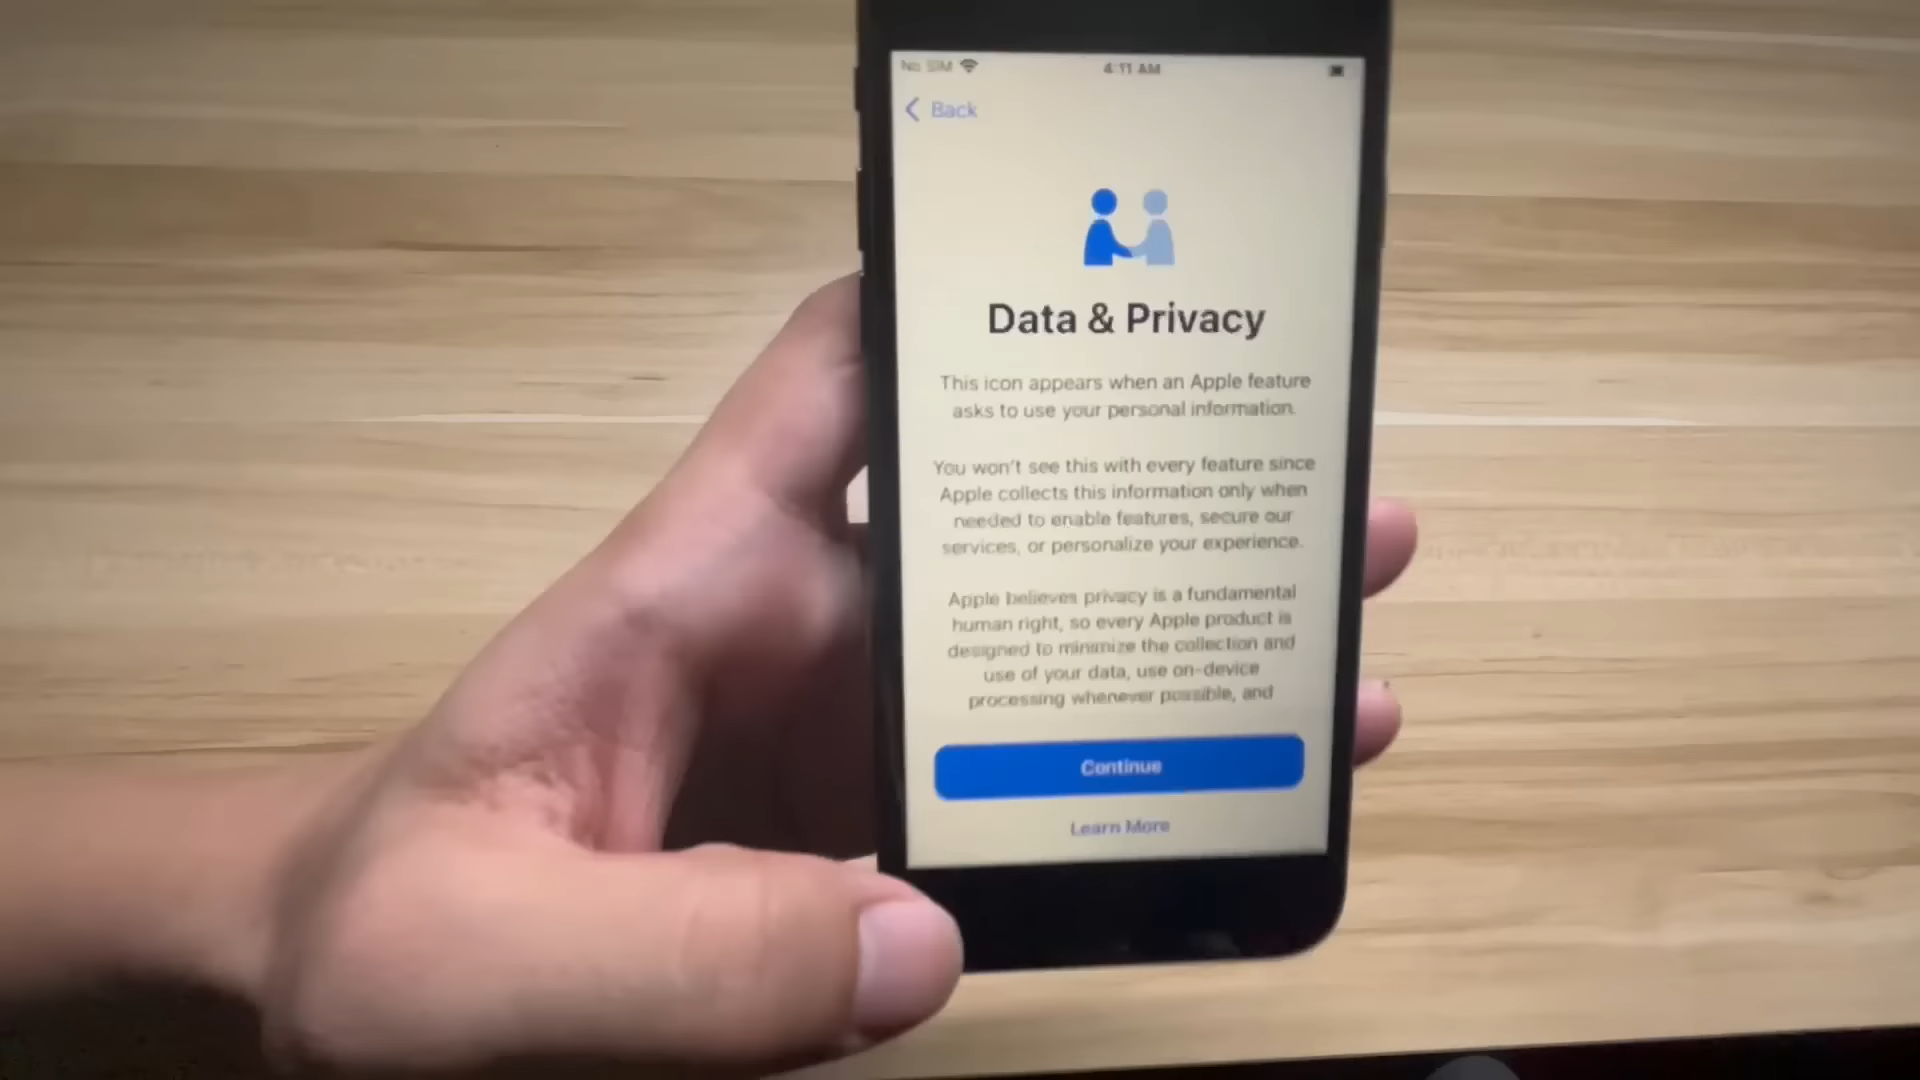 No SIM
4:11 AM
Back
Data & Privacy
This icon appears when an Apple feature
asks to use your personal information.
You won't see this with every feature since
Apple collects this information only when
needed to enable features, secure our
services, or personalize your experience.
Apple believes privacy is a fundamental
human right, so every Apple product is
designed to minimize the collection and
use of your data, use on-device
processing whenever possible, and
Continue
Learn More